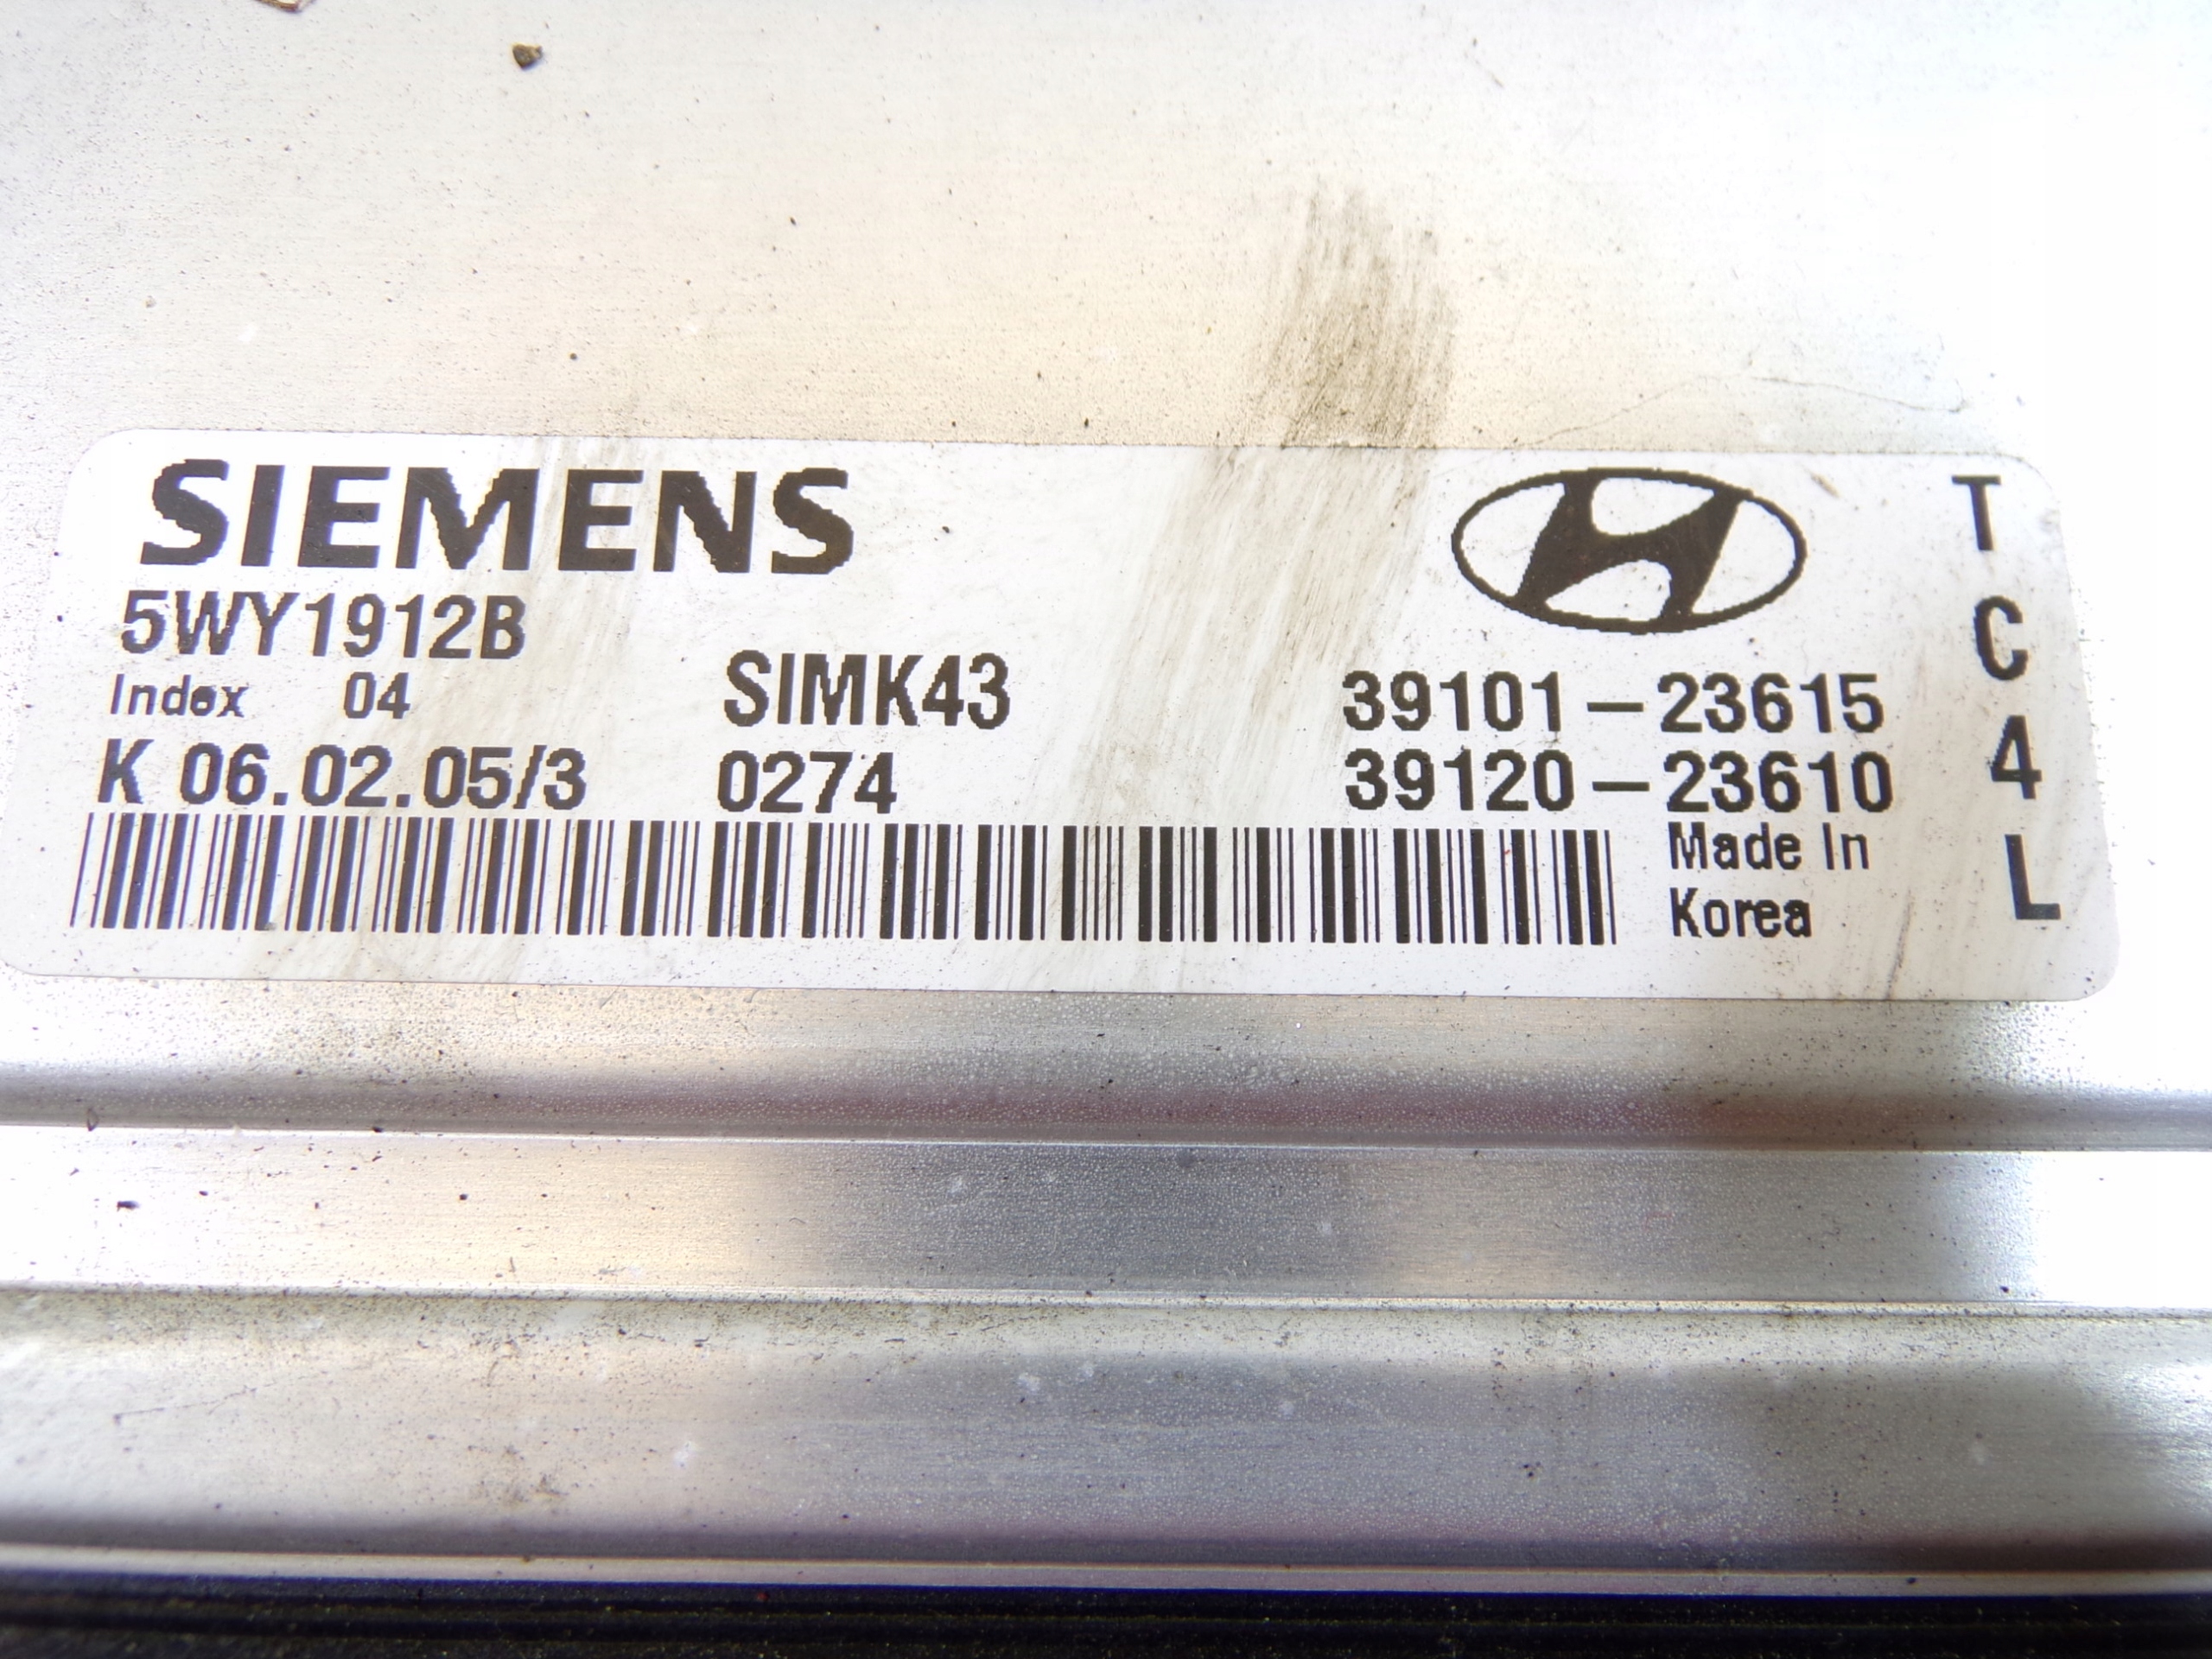 SIEMENS
5WY1912B
Index 04
SIMK43
K 06.02.05/3 0274
39101-23615
39120-23610
Made In
Korea
T
C
4
L